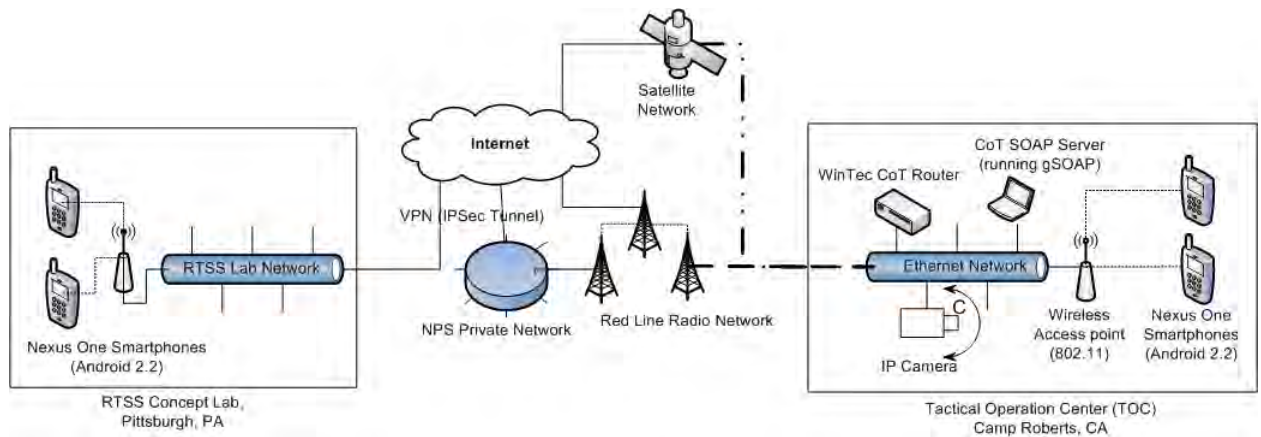 Satellite
Network
Internet
VPN (IPSec Tunnel)
NPS Private Network
Red Line Radio Network
RTSS Lab Network
Nexus One Smartphones
(Android 2.2)
RTSS Concept Lab,
Pittsburgh, PA
CoT SOAP Server
(running gSOAP)
WinTec CoT Router
Ethernet Network
C
IP Camera
Wireless
Access point
(802.11)
Nexus One
Smartphones
(Android 2.2)
Tactical Operation Center (TOC)
Camp Roberts, CA